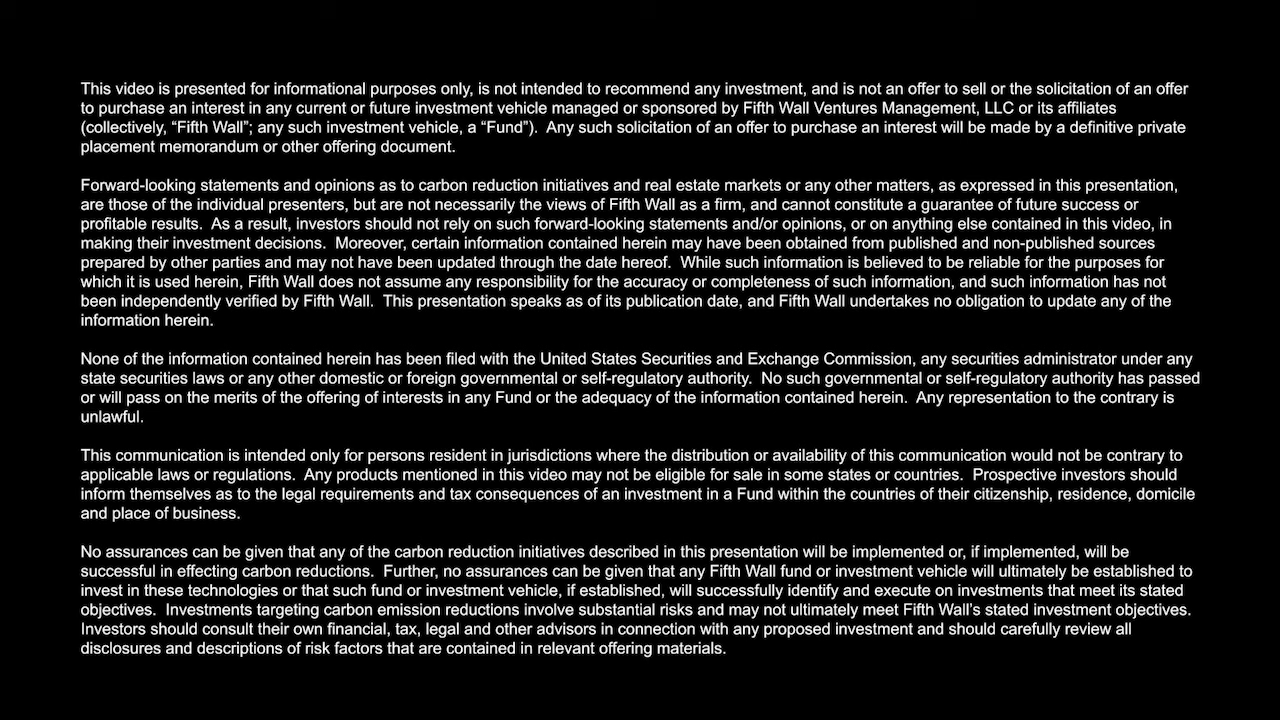 This video is presented for informational purposes only, is not intended to recommend any investment, and is not an offer to sell or the solicitation of an offer
to purchase an interest in any current or future investment vehicle managed or sponsored by Fifth Wall Ventures Management, LLC or its affiliates
(collectively, “Fifth Wall”; any such investment vehicle, a “Fund”).  Any such solicitation of an offer to purchase an interest will be made by a definitive private
placement memorandum or other offering document.
Forward-looking statements and opinions as to carbon reduction initiatives and real estate markets or any other matters, as expressed in this presentation,
are those of the individual presenters, but are not necessarily the views of Fifth Wall as a firm, and cannot constitute a guarantee of future success or
profitable results.  As a result, investors should not rely on such forward-looking statements and/or opinions, or on anything else contained in this video, in
making their investment decisions.  Moreover, certain information contained herein may have been obtained from published and non-published sources
prepared by other parties and may not have been updated through the date hereof.  While such information is believed to be reliable for the purposes for
which it is used herein, Fifth Wall does not assume any responsibility for the accuracy or completeness of such information, and such information has not
been independently verified by Fifth Wall.  This presentation speaks as of its publication date, and Fifth Wall undertakes no obligation to update any of the
information herein.
None of the information contained herein has been filed with the United States Securities and Exchange Commission, any securities administrator under any
state securities laws or any other domestic or foreign governmental or self-regulatory authority.  No such governmental or self-regulatory authority has passed
or will pass on the merits of the offering of interests in any Fund or the adequacy of the information contained herein.  Any representation to the contrary is
unlawful.
This communication is intended only for persons resident in jurisdictions where the distribution or availability of this communication would not be contrary to
applicable laws or regulations.  Any products mentioned in this video may not be eligible for sale in some states or countries.  Prospective investors should
inform themselves as to the legal requirements and tax consequences of an investment in a Fund within the countries of their citizenship, residence, domicile
and place of business.
No assurances can be given that any of the carbon reduction initiatives described in this presentation will be implemented or, if implemented, will be
successful in effecting carbon reductions.  Further, no assurances can be given that any Fifth Wall fund or investment vehicle will ultimately be established to
invest in these technologies or that such fund or investment vehicle, if established, will successfully identify and execute on investments that meet its stated
objectives.  Investments targeting carbon emission reductions involve substantial risks and may not ultimately meet Fifth Wall’s stated investment objectives.
Investors should consult their own financial, tax, legal and other advisors in connection with any proposed investment and should carefully review all
disclosures and descriptions of risk factors that are contained in relevant offering materials.